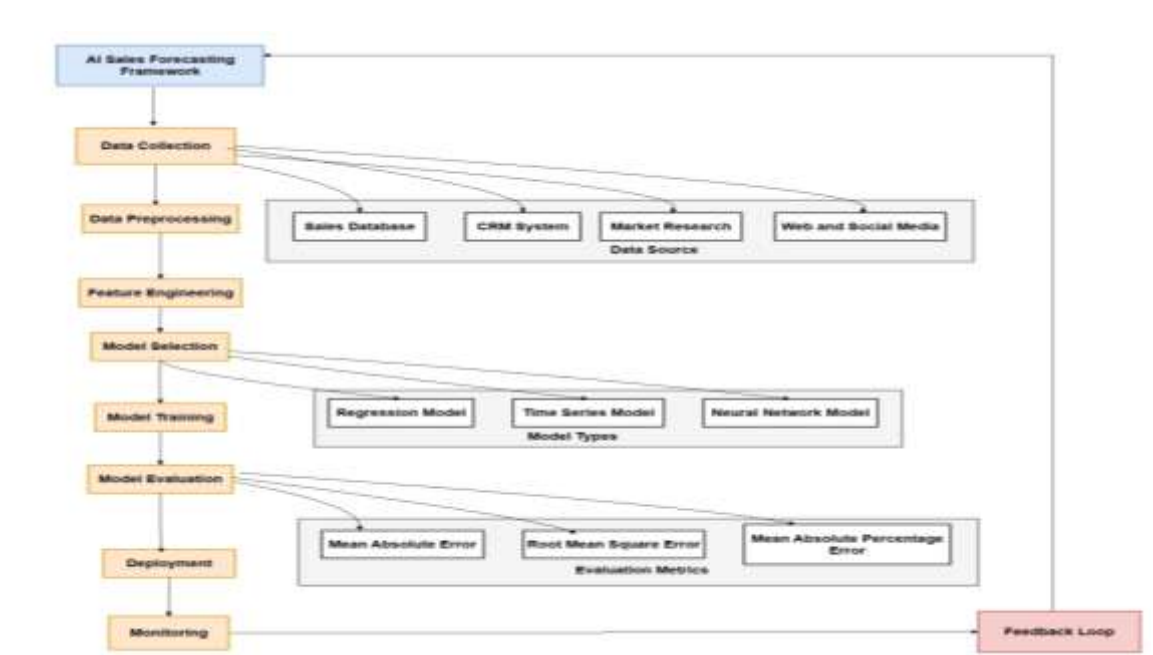 AI Sales Forecasting
Framework
Data Collection
Data Preprocessing
Sales Database
CRM System
Market Research
Web and Social Media
Data Source
Feature Engineering
Model Selection
Model Training
Regression Model
Time Series Model
Neural Network Model
Model Types
Model Evaluation
Mean Absolute Error
Root Mean Square Error
Mean Absolute Percentage
Error
Evaluation Metrics
Deployment
Monitoring
Feedback Loop